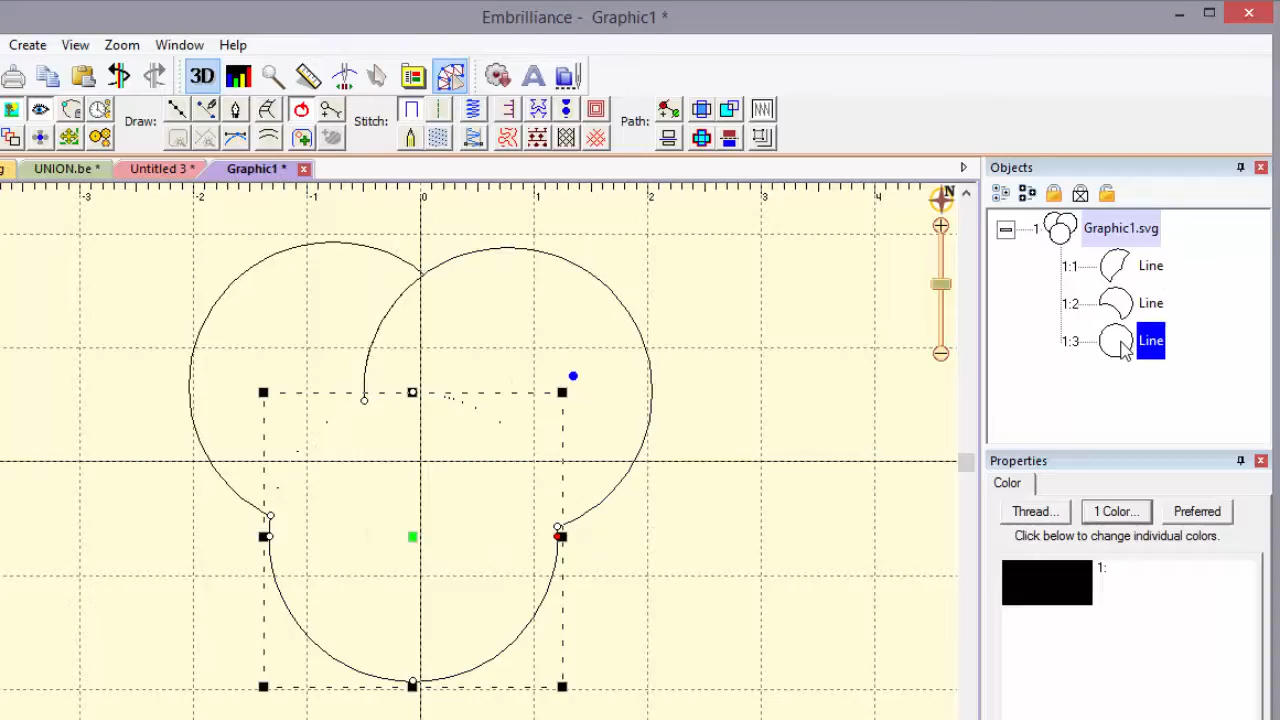 Embrilliance - Graphic1 *
Create View Zoom Window Help
3D A
Draw: Stitch: Path:
g UNION.be * Untitled 3 * Graphic1 *
Objects
-3 -2 0 1 2 3 4
N
1 Graphic1.svg
1:1 Line
1:2 Line
1:3 Line
Properties
Color
Thread... 1 Color... Preferred
Click below to change individual colors.
1: